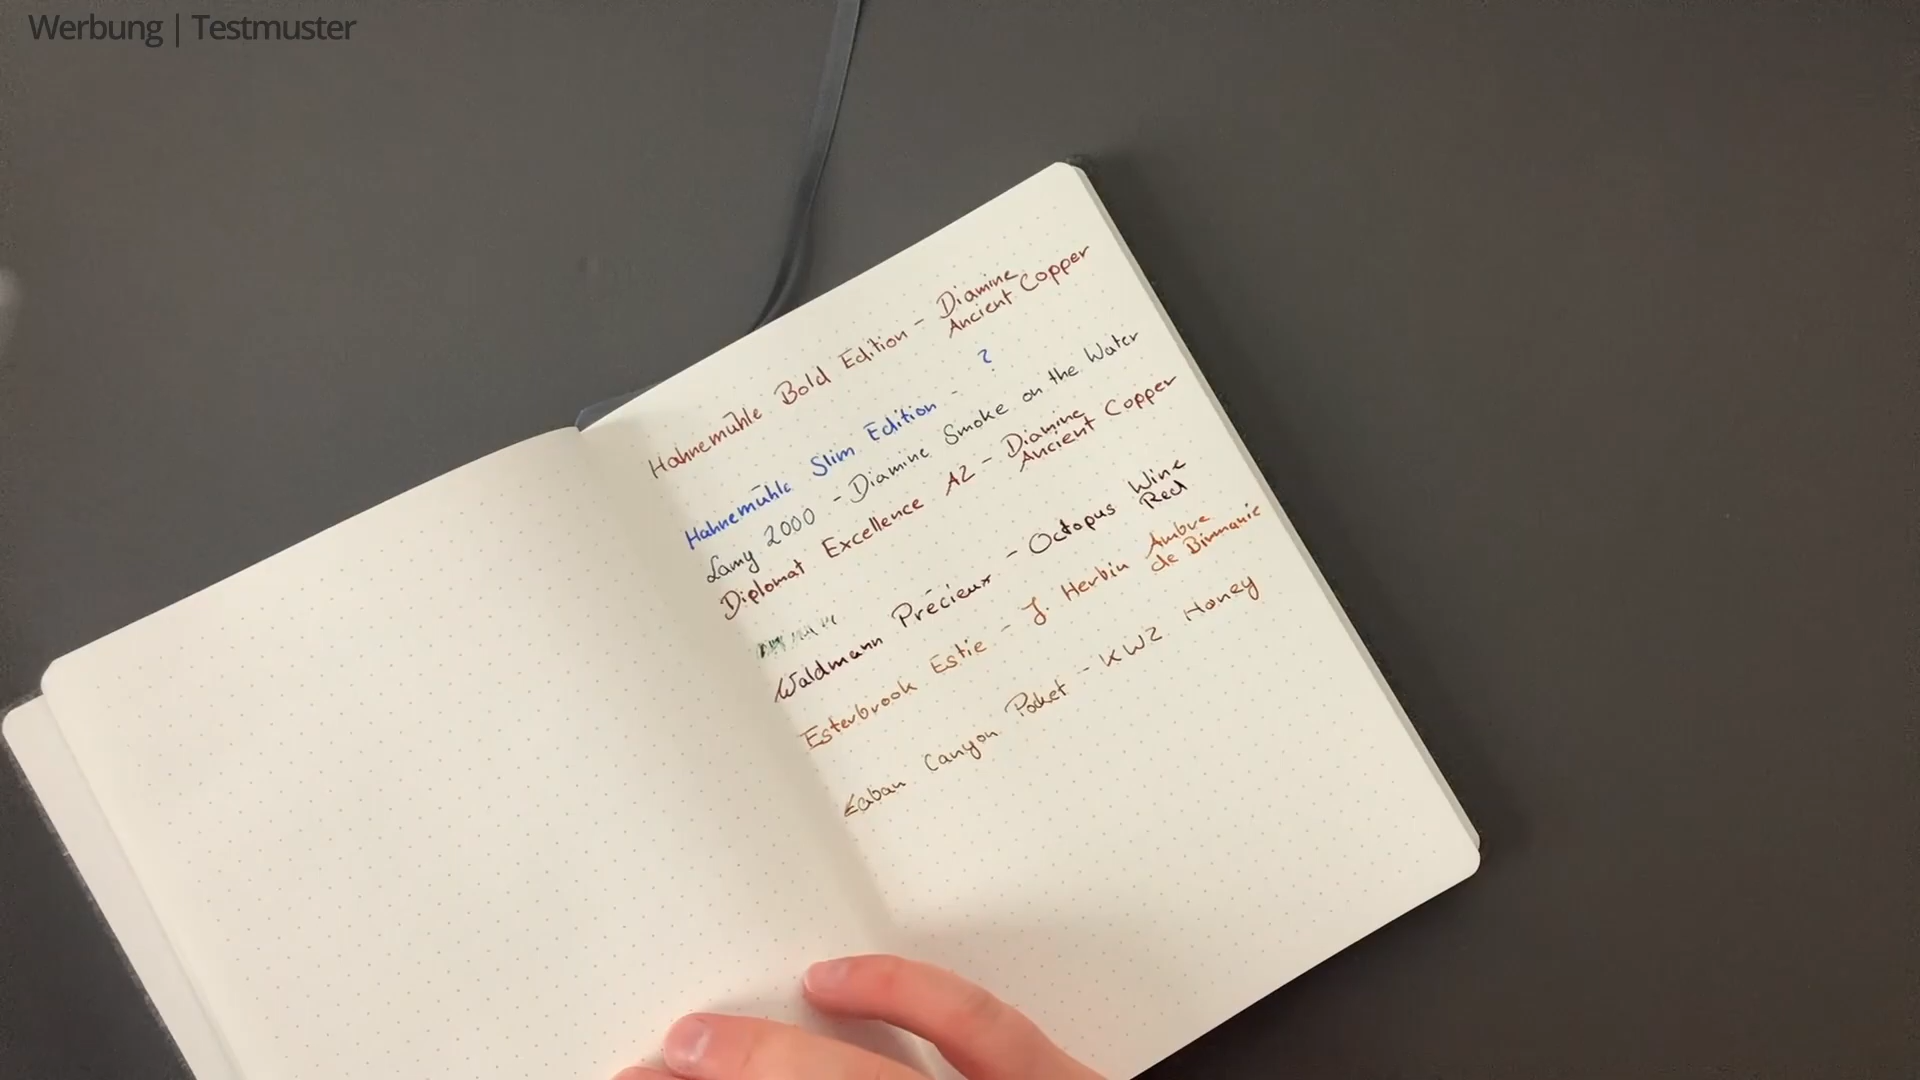 Werbung | Testmuster
Hahnemühle Bold Edition - Diamine
Ancient Copper
Hahnemühle Slim Edition - ?
Lamy 2000 - Diamine Smoke on the Water
Diplomat Excellence A2 - Diamine
Ancient Copper
Waldmann Précieux - Octopus Wine
Red
Esterbrook Estie - J. Herbin Ambre
de Birmanie
Laban Canyon Pocket - KWZ Honey